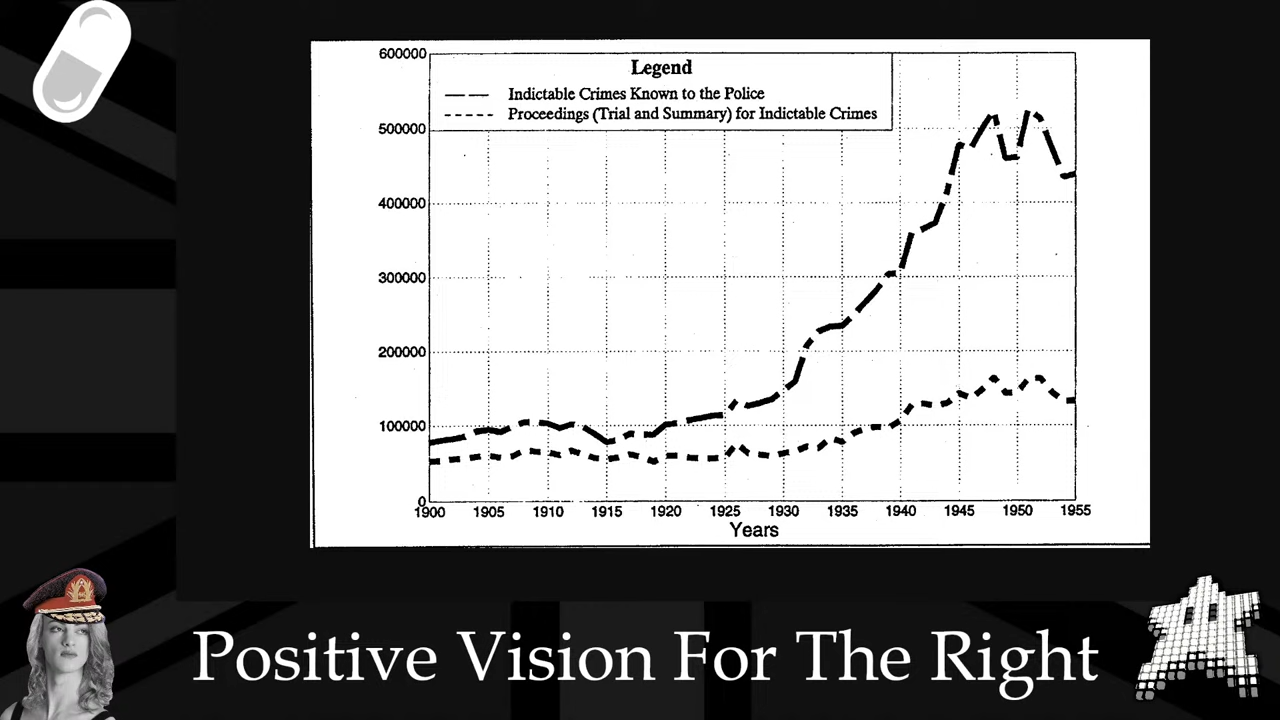 600000
Legend
Indictable Crimes Known to the Police
Proceedings (Trial and Summary) for Indictable Crimes
500000
400000
300000
200000
100000
0
1900 1905 1910 1915 1920 1925 1930 1935 1940 1945 1950 1955
Years
Positive Vision For The Right